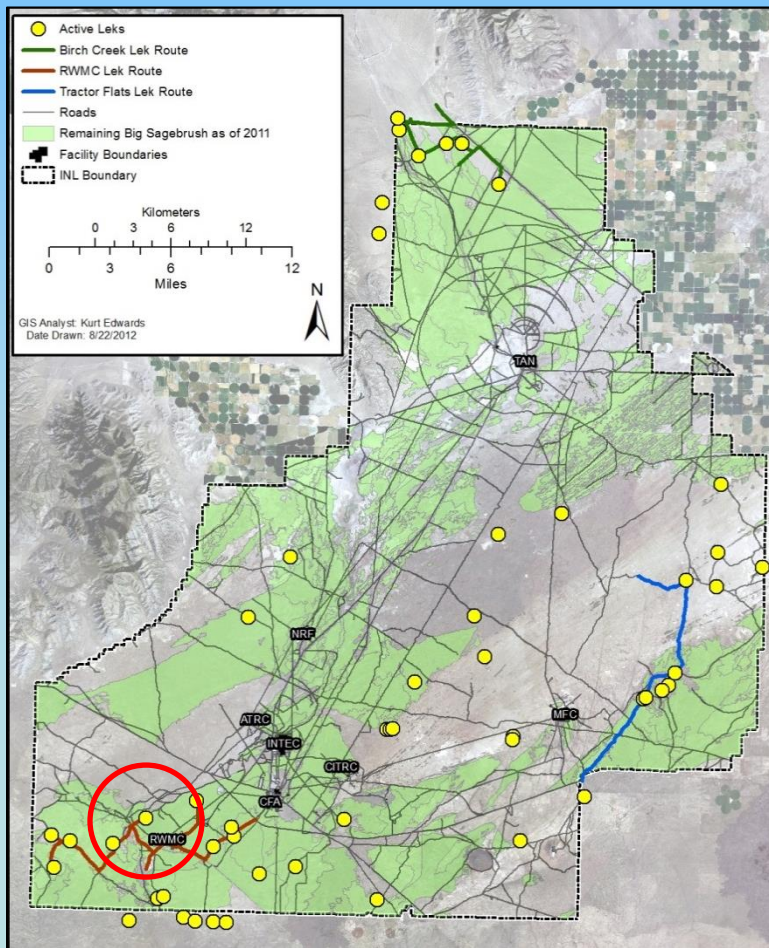 Active Leks
Birch Creek Lek Route
RWMC Lek Route
Tractor Flats Lek Route
Roads
Remaining Big Sagebrush as of 2011
Facility Boundaries
INL Boundary
Kilometers
0 3 6 12
0 3 6 12
Miles
N
GIS Analyst: Kurt Edwards
Date Drawn: 8/22/2012
TAN
NRF
ATRC
MFC
INTEC
CITRC
CFA
RWMC